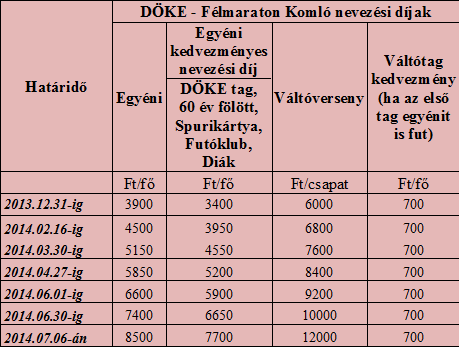 DÖKE - Félmaraton Komló nevezési díjak
Határidő
Egyéni
Egyéni
kedvezményes
nevezési díj
DÖKE tag,
60 év fölött,
Spurikártya,
Futóklub,
Diák
Váltóverseny
Váltótag
kedvezmény
(ha az első
tag egyénit
is fut)
Ft/fő Ft/fő Ft/csapat Ft/fő
2013.12.31-ig 3900 3400 6000 700
2014.02.16-ig 4500 3950 6800 700
2014.03.30-ig 5150 4550 7600 700
2014.04.27-ig 5850 5200 8400 700
2014.06.01-ig 6600 5900 9200 700
2014.06.30-ig 7400 6650 10000 700
2014.07.06-án 8500 7700 12000 700